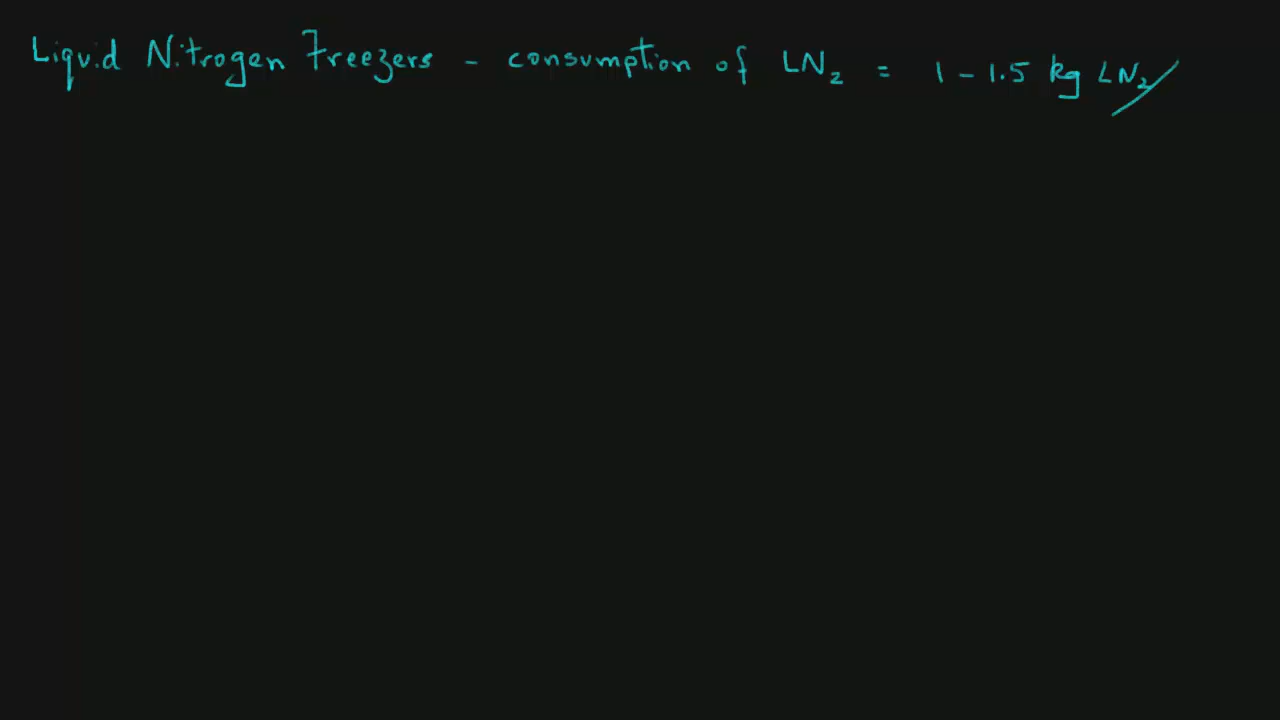 Liquid Nitrogen Freezers - consumption of LN₂ = 1 - 1.5 kg LN₂/